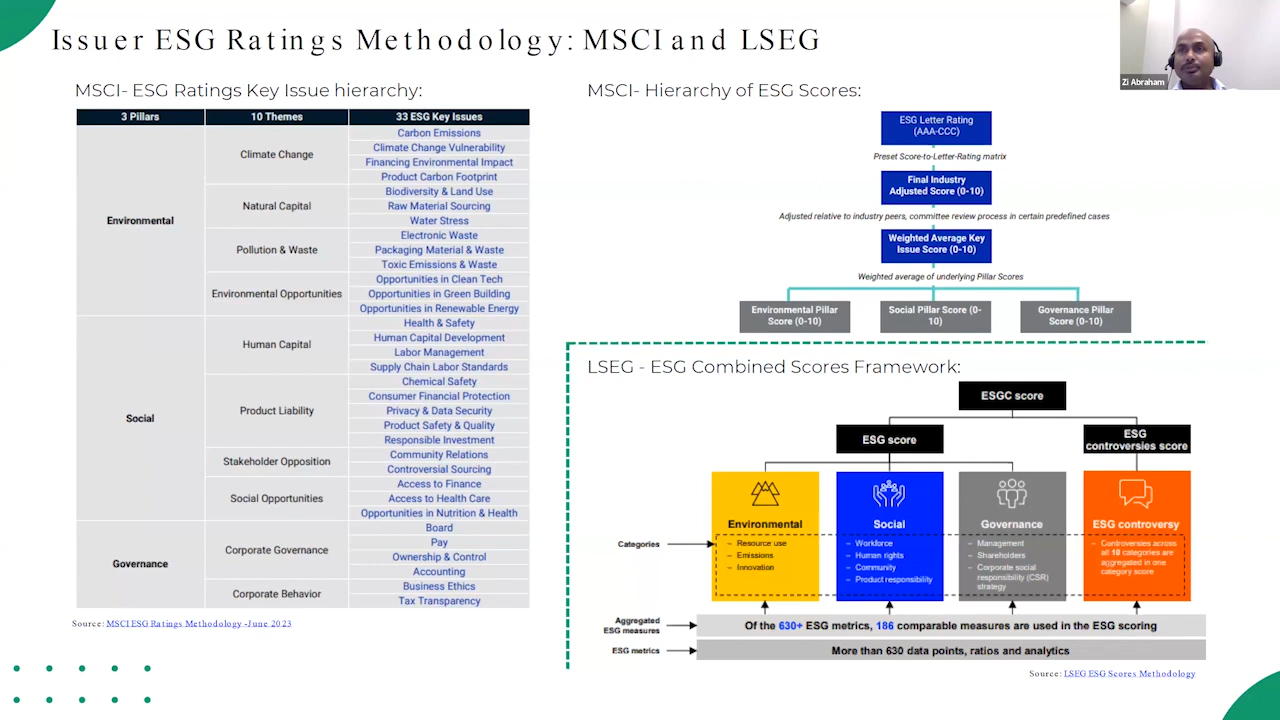 Issuer ESG Ratings Methodology: MSCI and LSEG
Zi Abraham
MSCI- ESG Ratings Key Issue hierarchy:
3 Pillars
10 Themes
33 ESG Key Issues
Environmental
Climate Change
Carbon Emissions
Climate Change Vulnerability
Financing Environmental Impact
Product Carbon Footprint
Natural Capital
Biodiversity & Land Use
Raw Material Sourcing
Water Stress
Pollution & Waste
Electronic Waste
Packaging Material & Waste
Toxic Emissions & Waste
Environmental Opportunities
Opportunities in Clean Tech
Opportunities in Green Building
Opportunities in Renewable Energy
Social
Human Capital
Health & Safety
Human Capital Development
Labor Management
Supply Chain Labor Standards
Product Liability
Chemical Safety
Consumer Financial Protection
Privacy & Data Security
Product Safety & Quality
Responsible Investment
Stakeholder Opposition
Community Relations
Controversial Sourcing
Social Opportunities
Access to Finance
Access to Health Care
Opportunities in Nutrition & Health
Governance
Corporate Governance
Board
Pay
Ownership & Control
Accounting
Corporate Behavior
Business Ethics
Tax Transparency
Source: MSCI ESG Ratings Methodology -June 2023
MSCI- Hierarchy of ESG Scores:
ESG Letter Rating
(AAA-CCC)
Preset Score-to-Letter-Rating matrix
Final Industry
Adjusted Score (0-10)
Adjusted relative to industry peers, committee review process in certain predefined cases
Weighted Average Key
Issue Score (0-10)
Weighted average of underlying Pillar Scores
Environmental Pillar
Score (0-10)
Social Pillar Score (0-
10)
Governance Pillar
Score (0-10)
LSEG - ESG Combined Scores Framework:
ESGC score
ESG score
ESG
controversies score
Categories
Environmental
– Resource use
– Emissions
– Innovation
Social
– Workforce
– Human rights
– Community
– Product responsibility
Governance
– Management
– Shareholders
– Corporate social
responsibility (CSR)
strategy
ESG controversy
– Controversies across
all 10 categories are
aggregated in one
category score
Aggregated
ESG measures
Of the 630+ ESG metrics, 186 comparable measures are used in the ESG scoring
ESG metrics
More than 630 data points, ratios and analytics
Source: LSEG ESG Scores Methodology